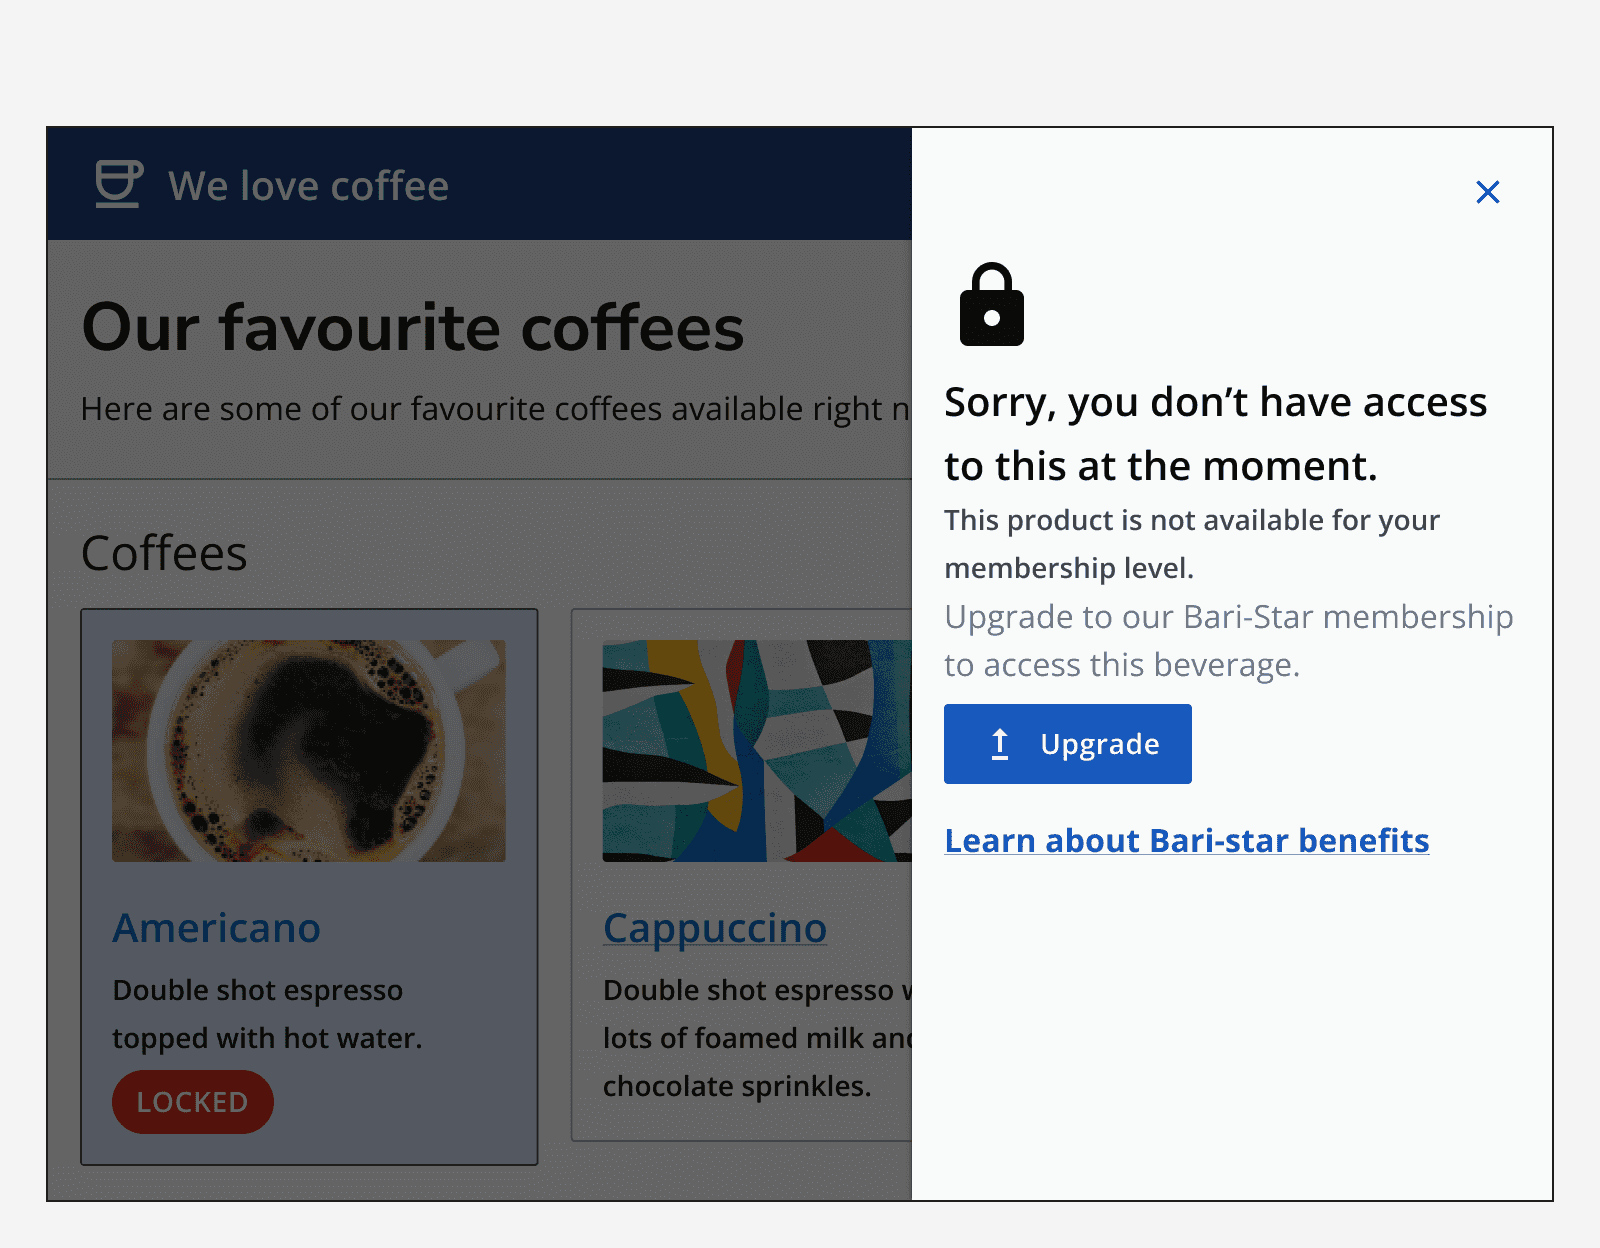 We love coffee
Our favourite coffees
Here are some of our favourite coffees available right n
Coffees
Americano
Double shot espresso
topped with hot water.
LOCKED
Cappuccino
Double shot espresso
lots of foamed milk and
chocolate sprinkles.
Sorry, you don’t have access
to this at the moment.
This product is not available for your
membership level.
Upgrade to our Bari-Star membership
to access this beverage.
Upgrade
Learn about Bari-star benefits